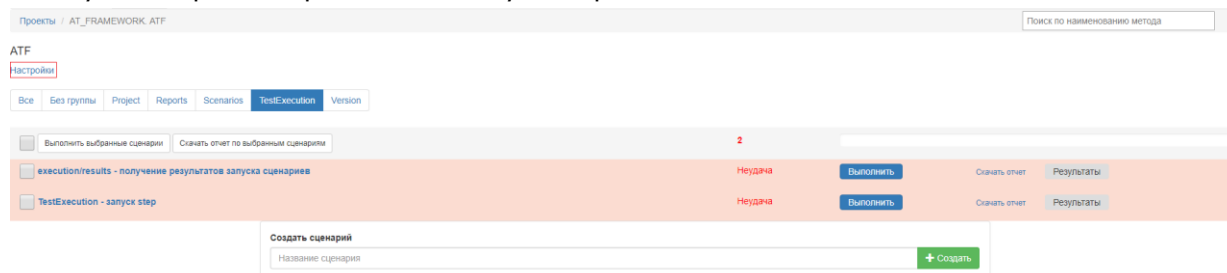 Проекты / AT_FRAMEWORK. ATF Поиск по наименованию метода
ATF
Настройки
Все Без группы Project Reports Scenarios TestExecution Version
Выполнить выбранные сценарии Скачать отчет по выбранным сценариям 2
execution/results - получение результатов запуска сценариев Неудача Выполнить Скачать отчет Результаты
TestExecution - запуск step Неудача Выполнить Скачать отчет Результаты
Создать сценарий
Название сценария + Создать